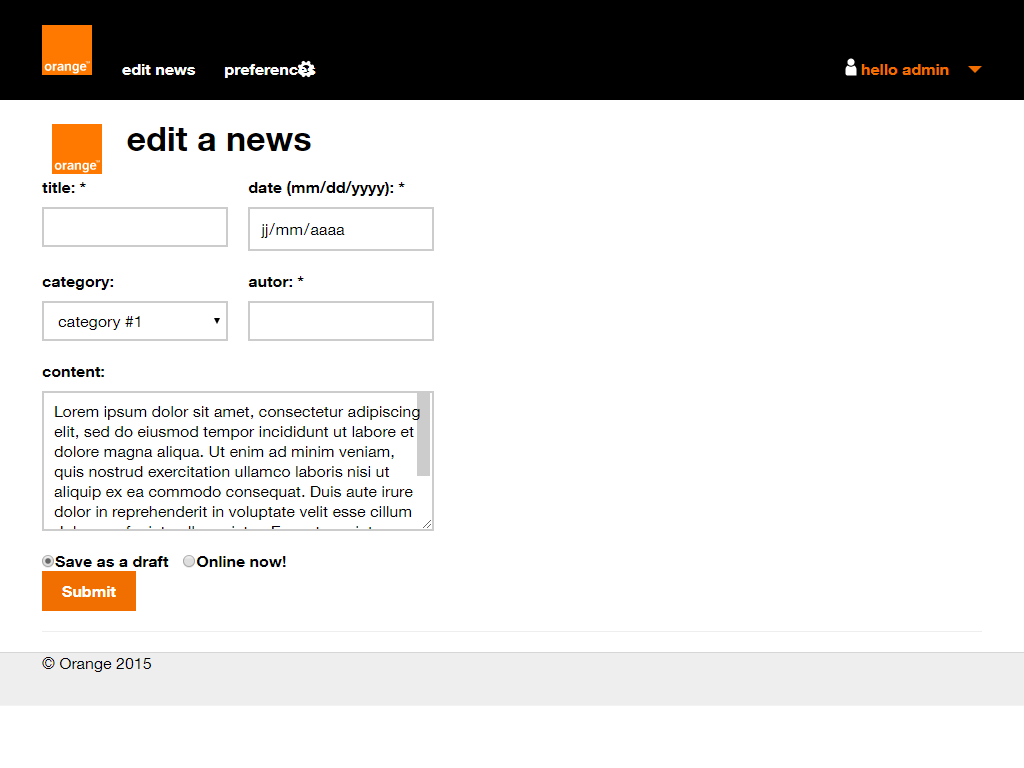 orange™
edit news
preferences
hello admin
orange™
edit a news
title: *
date (mm/dd/yyyy): *
jj/mm/aaaa
category:
autor: *
category #1
content:
Lorem ipsum dolor sit amet, consectetur adipiscing
elit, sed do eiusmod tempor incididunt ut labore et
dolore magna aliqua. Ut enim ad minim veniam,
quis nostrud exercitation ullamco laboris nisi ut
aliquip ex ea commodo consequat. Duis aute irure
dolor in reprehenderit in voluptate velit esse cillum
Save as a draft
Online now!
Submit
© Orange 2015